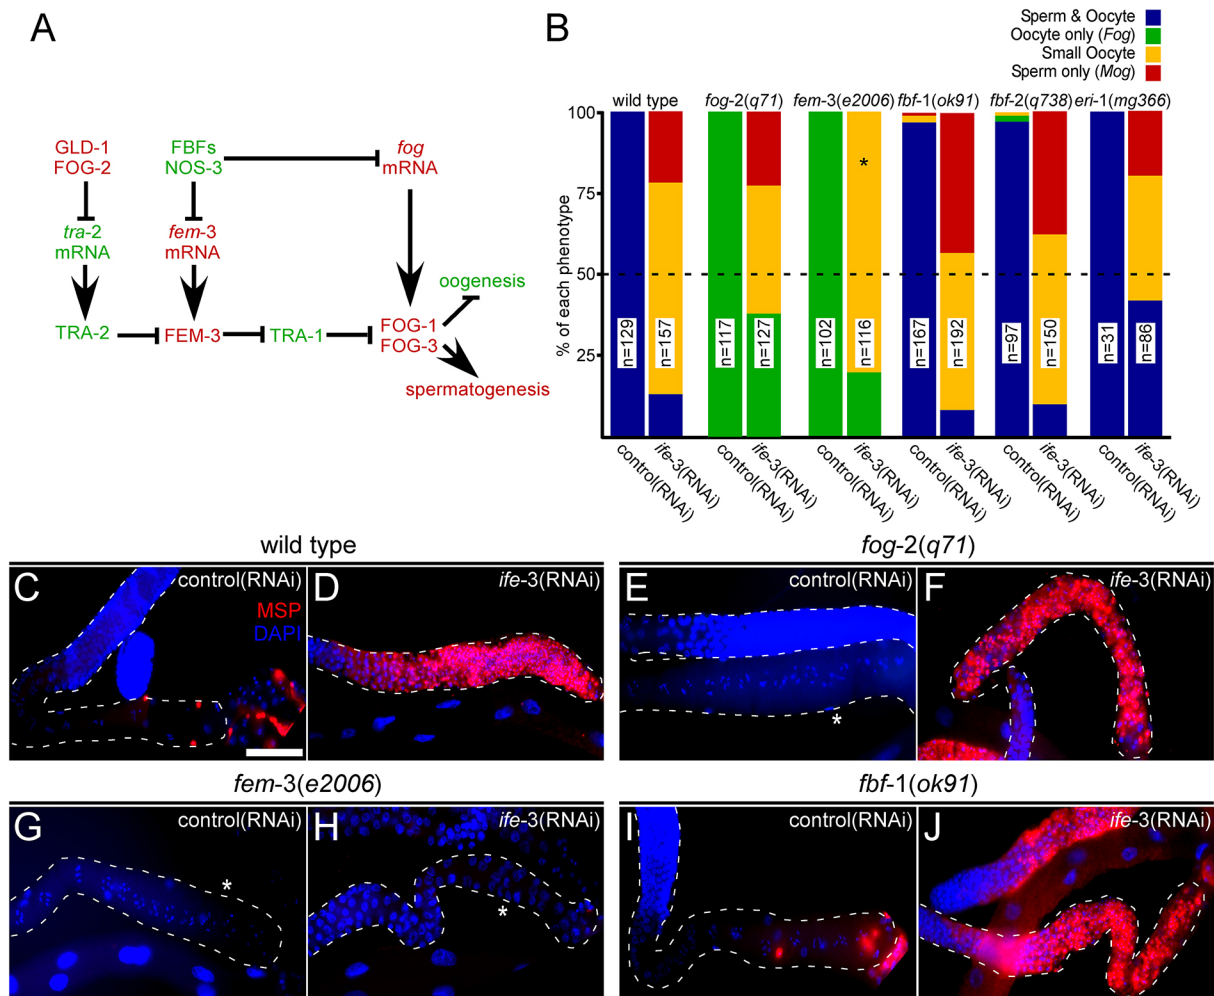 A
GLD-1
FOG-2
FBFs
NOS-3
fog
mRNA
tra-2
mRNA
fem-3
mRNA
oogenesis
TRA-2
FEM-3
TRA-1
FOG-1
FOG-3
spermatogenesis
B
Sperm & Oocyte
Oocyte only (Fog)
Small Oocyte
Sperm only (Mog)
wild type
fog-2(q71)
fem-3(e2006)
fbf-1(ok91)
fbf-2(q738)
eri-1(mg366)
% of each phenotype
100
75
50
25
*
n=129
n=157
n=117
n=127
n=102
n=116
n=167
n=192
n=97
n=150
n=31
n=86
control(RNAi)
ife-3(RNAi)
control(RNAi)
ife-3(RNAi)
control(RNAi)
ife-3(RNAi)
control(RNAi)
ife-3(RNAi)
control(RNAi)
ife-3(RNAi)
control(RNAi)
ife-3(RNAi)
wild type
C
control(RNAi)
MSP
DAPI
D
ife-3(RNAi)
fog-2(q71)
E
control(RNAi)
*
F
ife-3(RNAi)
fem-3(e2006)
G
control(RNAi)
*
H
ife-3(RNAi)
*
fbf-1(ok91)
I
control(RNAi)
J
ife-3(RNAi)